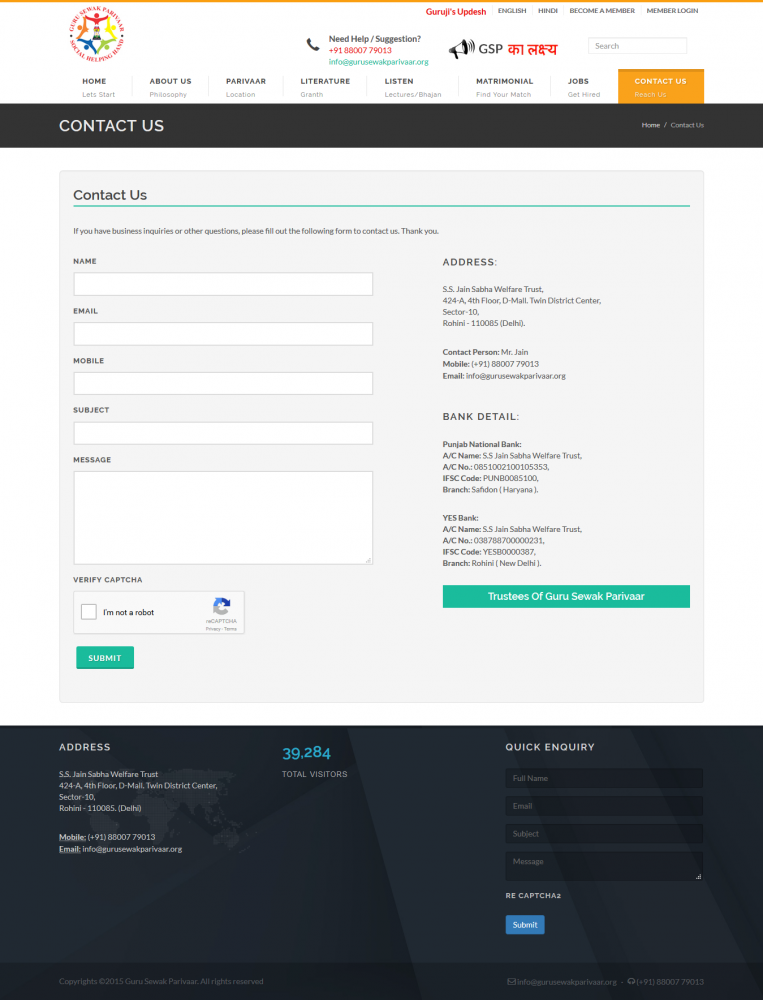 GURU SEWAK PARIVAAR
SOCIAL HELPING HAND
Guruji's Updesh
ENGLISH
HINDI
BECOME A MEMBER
MEMBER LOGIN
Need Help / Suggestion?
+91 88007 79013
info@gurusewakparivaar.org
GSP का लक्ष्य
Search
HOME
Lets Start
ABOUT US
Philosophy
PARIVAAR
Location
LITERATURE
Granth
LISTEN
Lectures/Bhajan
MATRIMONIAL
Find Your Match
JOBS
Get Hired
CONTACT US
Reach Us
CONTACT US
Home / Contact Us
Contact Us
If you have business inquiries or other questions, please fill out the following form to contact us. Thank you.
NAME
EMAIL
MOBILE
SUBJECT
MESSAGE
VERIFY CAPTCHA
I'm not a robot
reCAPTCHA
Privacy - Terms
SUBMIT
ADDRESS:
S.S. Jain Sabha Welfare Trust,
424-A, 4th Floor, D-Mall. Twin District Center,
Sector-10,
Rohini - 110085 (Delhi).
Contact Person: Mr. Jain
Mobile: (+91) 88007 79013
Email: info@gurusewakparivaar.org
BANK DETAIL:
Punjab National Bank:
A/C Name: S.S Jain Sabha Welfare Trust,
A/C No.: 0851002100105353,
IFSC Code: PUNB0085100,
Branch: Safidon ( Haryana ).
YES Bank:
A/C Name: S.S Jain Sabha Welfare Trust,
A/C No.: 038788700000231,
IFSC Code: YESB0000387,
Branch: Rohini ( New Delhi ).
Trustees Of Guru Sewak Parivaar
ADDRESS
S.S. Jain Sabha Welfare Trust
424-A, 4th Floor, D-Mall. Twin District Center,
Sector-10,
Rohini - 110085. (Delhi)
Mobile: (+91) 88007 79013
Email: info@gurusewakparivaar.org
39,284
TOTAL VISITORS
QUICK ENQUIRY
Full Name
Email
Subject
Message
RE CAPTCHA2
Submit
Copyrights ©2015 Guru Sewak Parivaar. All rights reserved
info@gurusewakparivaar.org - (+91) 88007 79013